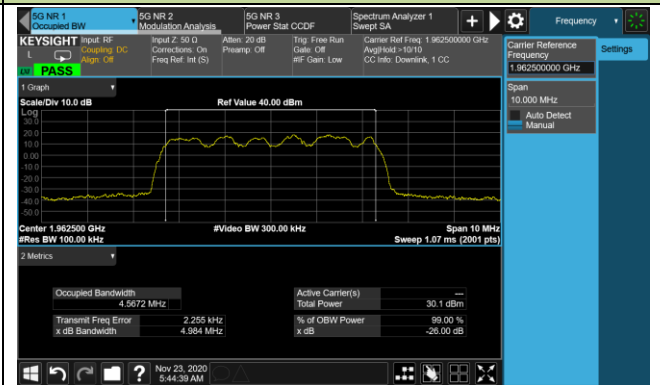 5G NR 1
Occupied BW
5G NR 2
Modulation Analysis
5G NR 3
Power Stat CCDF
Spectrum Analyzer 1
Swept SA
Frequency
KEYSIGHT
L
PASS
Input: RF
Coupling: DC
Align: Off
Input Z: 50 Ω
Corrections: On
Freq Ref: Int (S)
Atten: 20 dB
Preamp: Off
Trig: Free Run
Gate: Off
#IF Gain: Low
Carrier Ref Freq: 1.962500000 GHz
Avg|Hold:>10/10
CC Info: Downlink, 1 CC
Carrier Reference
Frequency
1.962500000 GHz
Settings
Span
10.000 MHz
Auto Detect
Manual
1 Graph
Scale/Div 10.0 dB
Ref Value 40.00 dBm
Log
30.0
20.0
10.0
0.00
-10.0
-20.0
-30.0
-40.0
-50.0
Center 1.962500 GHz
#Video BW 300.00 kHz
Span 10 MHz
#Res BW 100.00 kHz
Sweep 1.07 ms (2001 pts)
2 Metrics
Occupied Bandwidth
4.5672 MHz
Active Carrier(s)
—
Total Power
30.1 dBm
Transmit Freq Error
2.255 kHz
% of OBW Power
99.00 %
x dB Bandwidth
4.984 MHz
x dB
-26.00 dB
?
Nov 23, 2020
5:44:39 AM